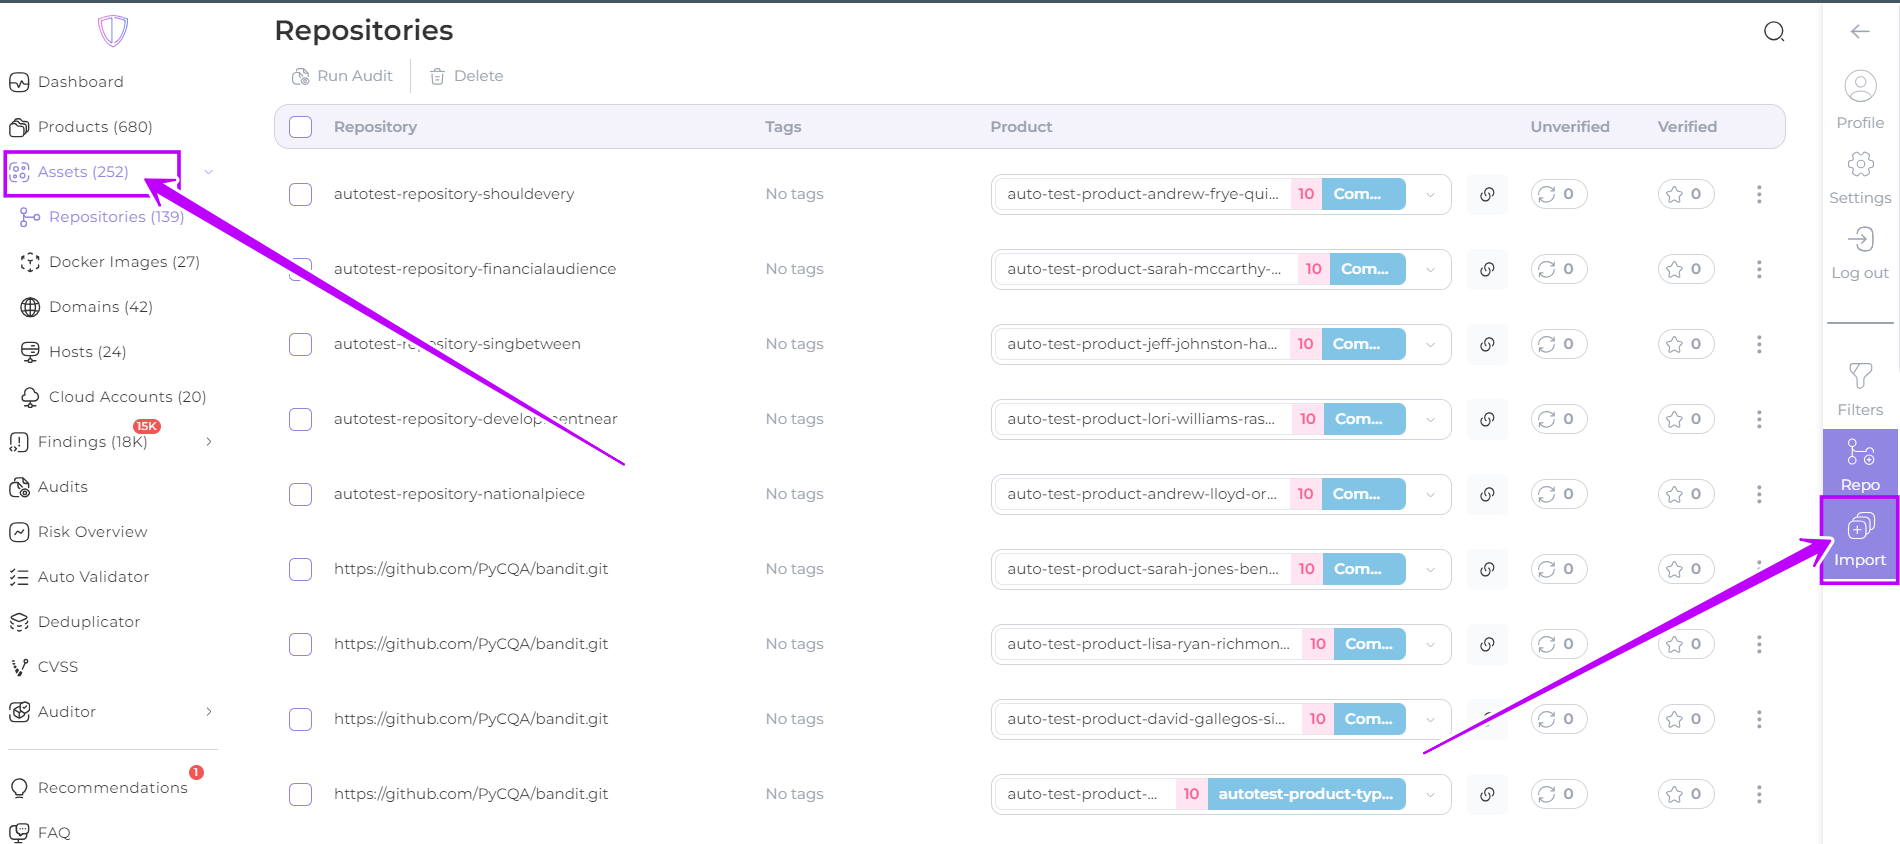 Repositories
Run Audit Delete
Dashboard
Products (680)
Assets (252)
Repositories (139)
Docker Images (27)
Domains (42)
Hosts (24)
Cloud Accounts (20)
15K
Findings (18K)
Audits
Risk Overview
Auto Validator
Deduplicator
CVSS
Auditor
1
Recommendations
FAQ
Repository Tags Product Unverified Verified
autotest-repository-shouldevery No tags auto-test-product-andrew-frye-qui... 10 Com... 0 0
autotest-repository-financialaudience No tags auto-test-product-sarah-mccarthy-... 10 Com... 0 0
autotest-repository-singbetween No tags auto-test-product-jeff-johnston-ha... 10 Com... 0 0
autotest-repository-developmentnear No tags auto-test-product-lori-williams-ras... 10 Com... 0 0
autotest-repository-nationalpiece No tags auto-test-product-andrew-lloyd-or... 10 Com... 0 0
https://github.com/PyCQA/bandit.git No tags auto-test-product-sarah-jones-ben... 10 Com... 0 0
https://github.com/PyCQA/bandit.git No tags auto-test-product-lisa-ryan-richmon... 10 Com... 0 0
https://github.com/PyCQA/bandit.git No tags auto-test-product-david-gallegos-si... 10 Com... 0 0
https://github.com/PyCQA/bandit.git No tags auto-test-product-... 10 autotest-product-typ... 0 0
Profile
Settings
Log out
Filters
Repo
Import